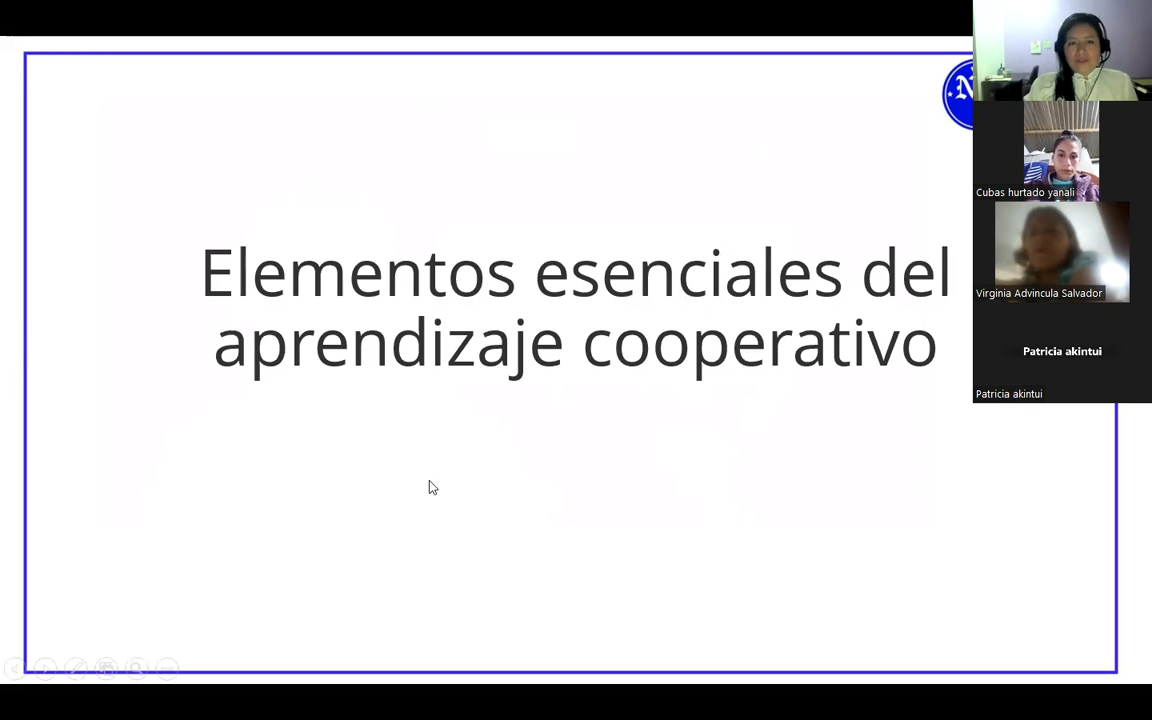 Elementos esenciales del
aprendizaje cooperativo
N
Cubas hurtado yanali
Virginia Advincula Salvador
Patricia akintui
Patricia akintui